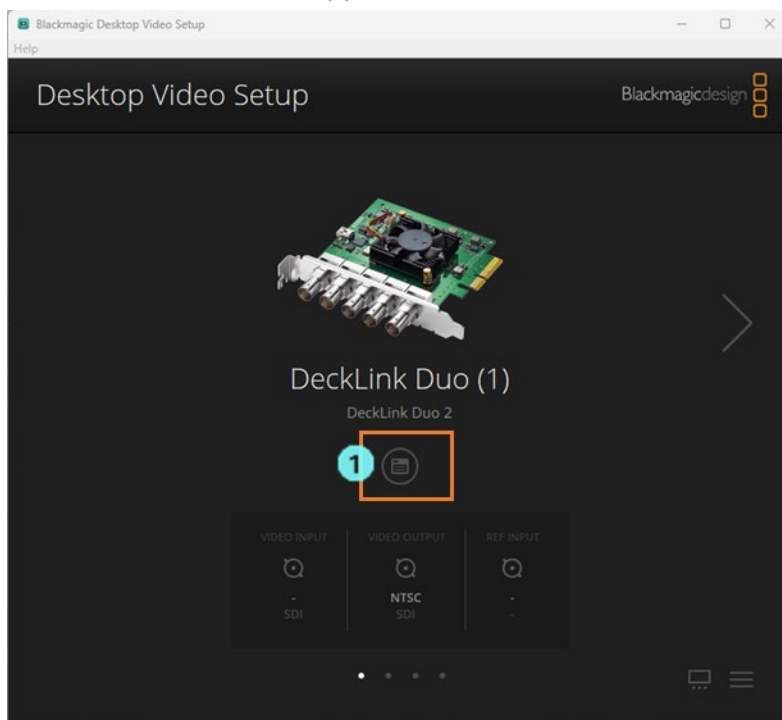 Blackmagic Desktop Video Setup
Help
Desktop Video Setup
Blackmagicdesign
DeckLink Duo (1)
DeckLink Duo 2
1
VIDEO INPUT VIDEO OUTPUT REF INPUT
- NTSC -
SDI SDI -